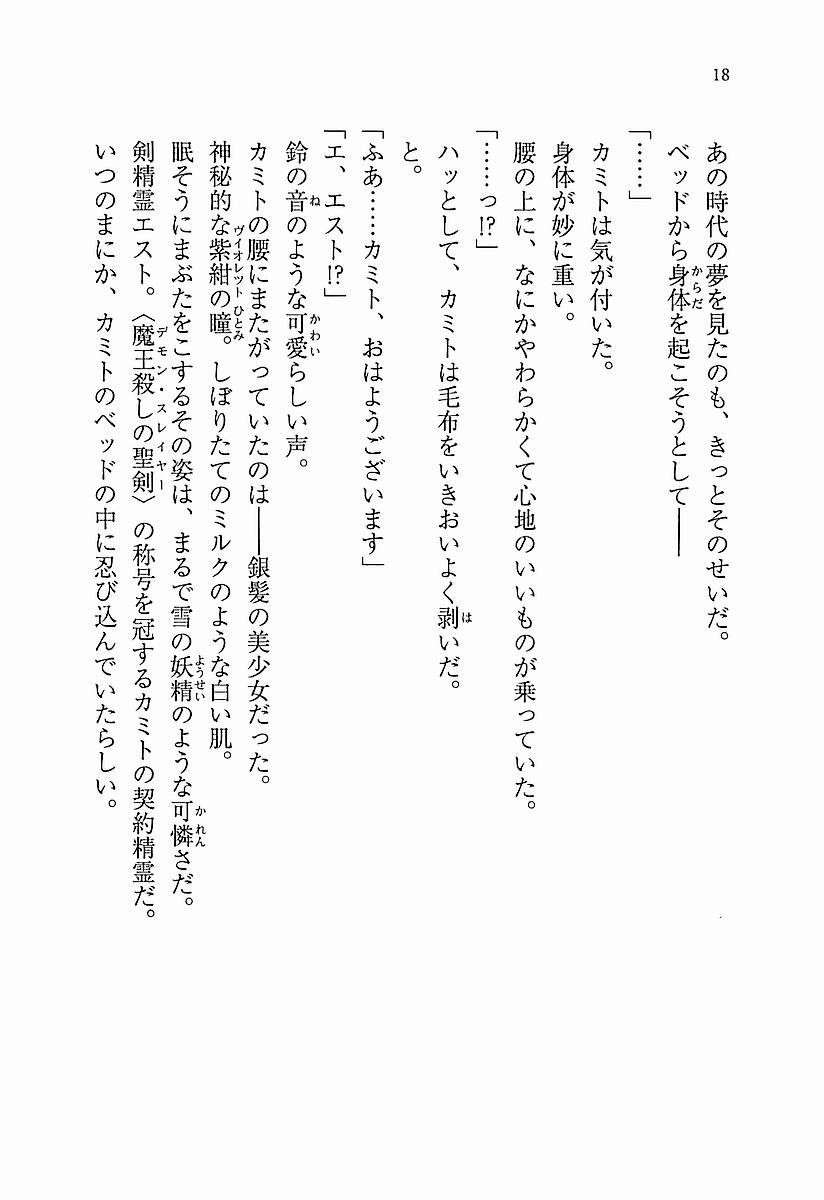 18
あの時代の夢を見たのも、きっとそのせいだ。
ベッドから身体を起こそうとして――
「……」
カミトは気が付いた。
身体が妙に重い。
腰の上に、なにかやわらかくて心地のいいものが乗っていた。
「……っ!?」
ハッとして、カミトは毛布をいきおいよく剥いだ。
と。
「ふあ……カミト、おはようございます」
「エ、エスト!?」
鈴の音のような可愛らしい声。
カミトの腰にまたがっていたのは――銀髪の美少女だった。
神秘的な紫紺の瞳。しぼりたてのミルクのような白い肌。
眠そうにまぶたをこするその姿は、まるで雪の妖精のような可憐さだ。
剣精霊エスト。〈魔王殺しの聖剣〉の称号を冠するカミトの契約精霊だ。
いつのまにか、カミトのベッドの中に忍び込んでいたらしい。